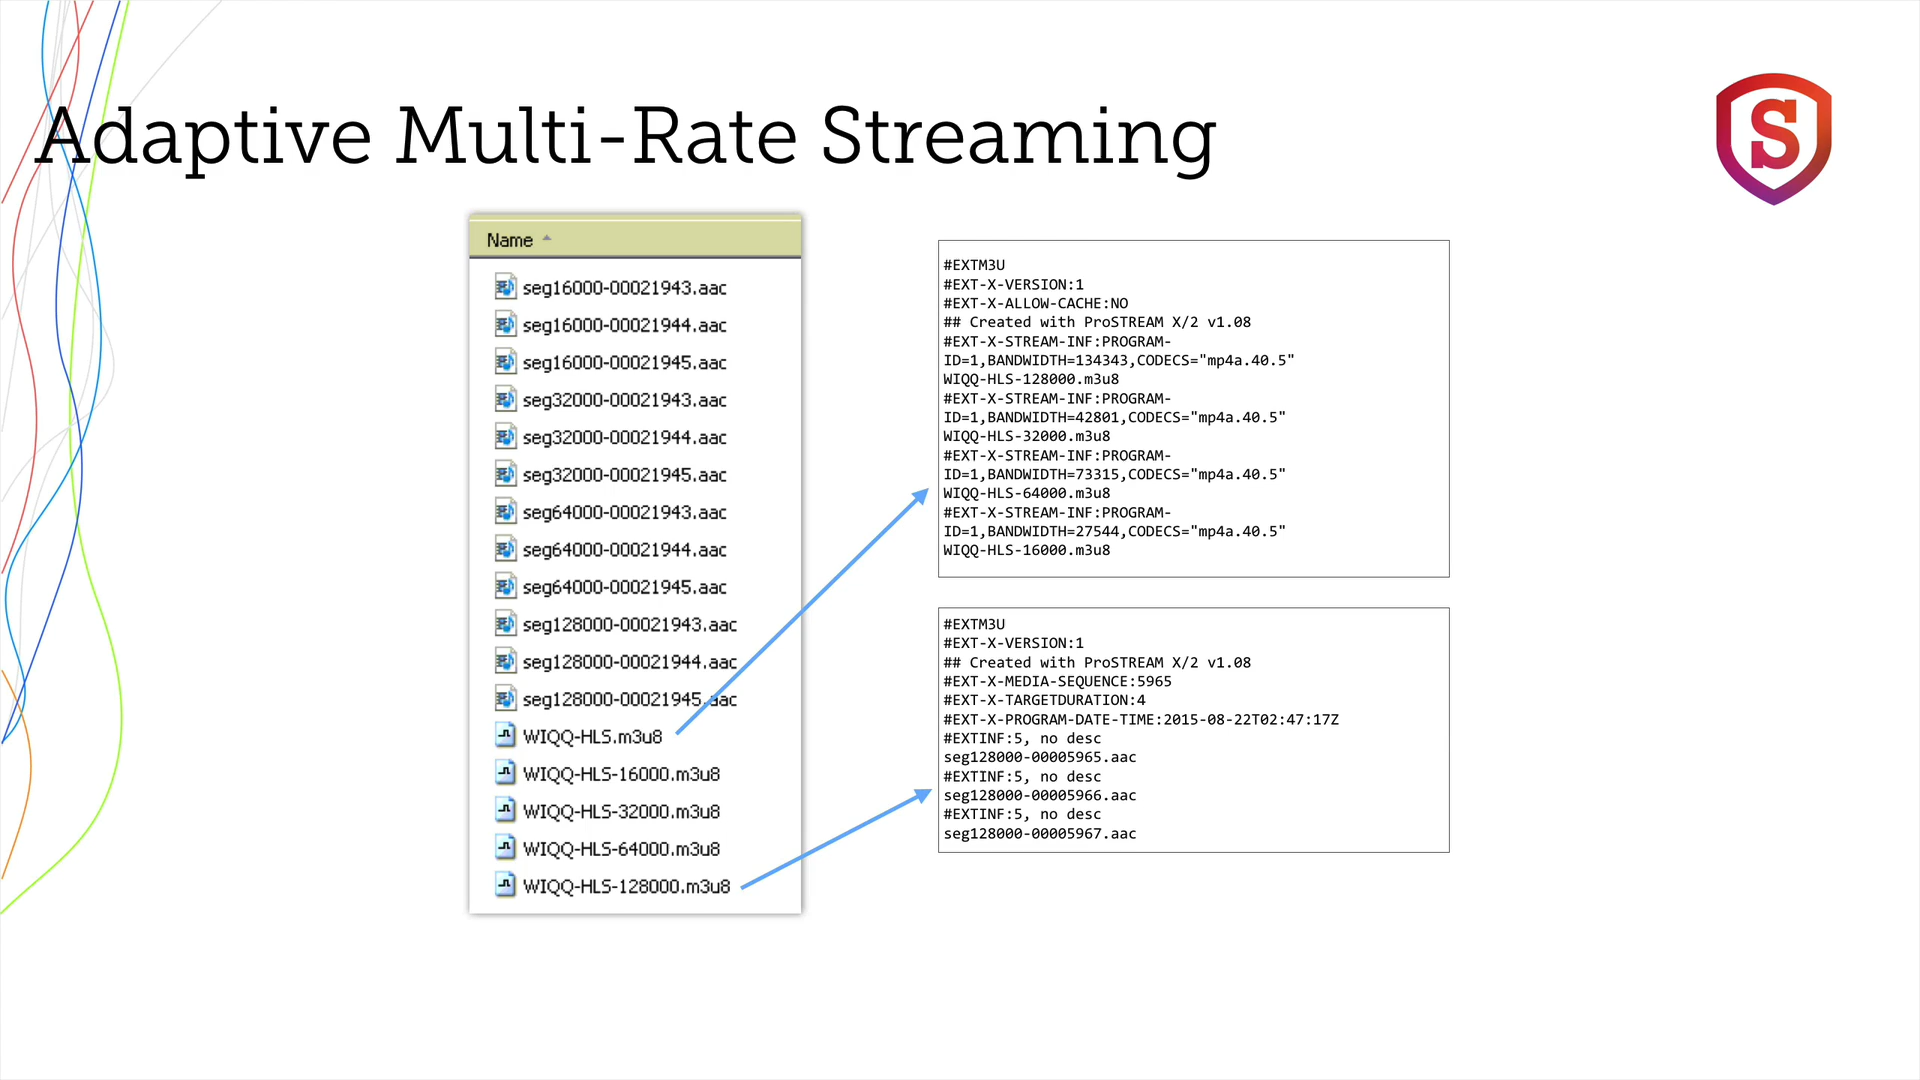 Adaptive Multi-Rate Streaming
S
Name
seg16000-00021943.aac
seg16000-00021944.aac
seg16000-00021945.aac
seg32000-00021943.aac
seg32000-00021944.aac
seg32000-00021945.aac
seg64000-00021943.aac
seg64000-00021944.aac
seg64000-00021945.aac
seg128000-00021943.aac
seg128000-00021944.aac
seg128000-00021945.aac
WIQQ-HLS.m3u8
WIQQ-HLS-16000.m3u8
WIQQ-HLS-32000.m3u8
WIQQ-HLS-64000.m3u8
WIQQ-HLS-128000.m3u8
#EXTM3U
#EXT-X-VERSION:1
#EXT-X-ALLOW-CACHE:NO
## Created with ProSTREAM X/2 v1.08
#EXT-X-STREAM-INF:PROGRAM-
ID=1,BANDWIDTH=134343,CODECS="mp4a.40.5"
WIQQ-HLS-128000.m3u8
#EXT-X-STREAM-INF:PROGRAM-
ID=1,BANDWIDTH=42801,CODECS="mp4a.40.5"
WIQQ-HLS-32000.m3u8
#EXT-X-STREAM-INF:PROGRAM-
ID=1,BANDWIDTH=73315,CODECS="mp4a.40.5"
WIQQ-HLS-64000.m3u8
#EXT-X-STREAM-INF:PROGRAM-
ID=1,BANDWIDTH=27544,CODECS="mp4a.40.5"
WIQQ-HLS-16000.m3u8
#EXTM3U
#EXT-X-VERSION:1
## Created with ProSTREAM X/2 v1.08
#EXT-X-MEDIA-SEQUENCE:5965
#EXT-X-TARGETDURATION:4
#EXT-X-PROGRAM-DATE-TIME:2015-08-22T02:47:17Z
#EXTINF:5, no desc
seg128000-00005965.aac
#EXTINF:5, no desc
seg128000-00005966.aac
#EXTINF:5, no desc
seg128000-00005967.aac